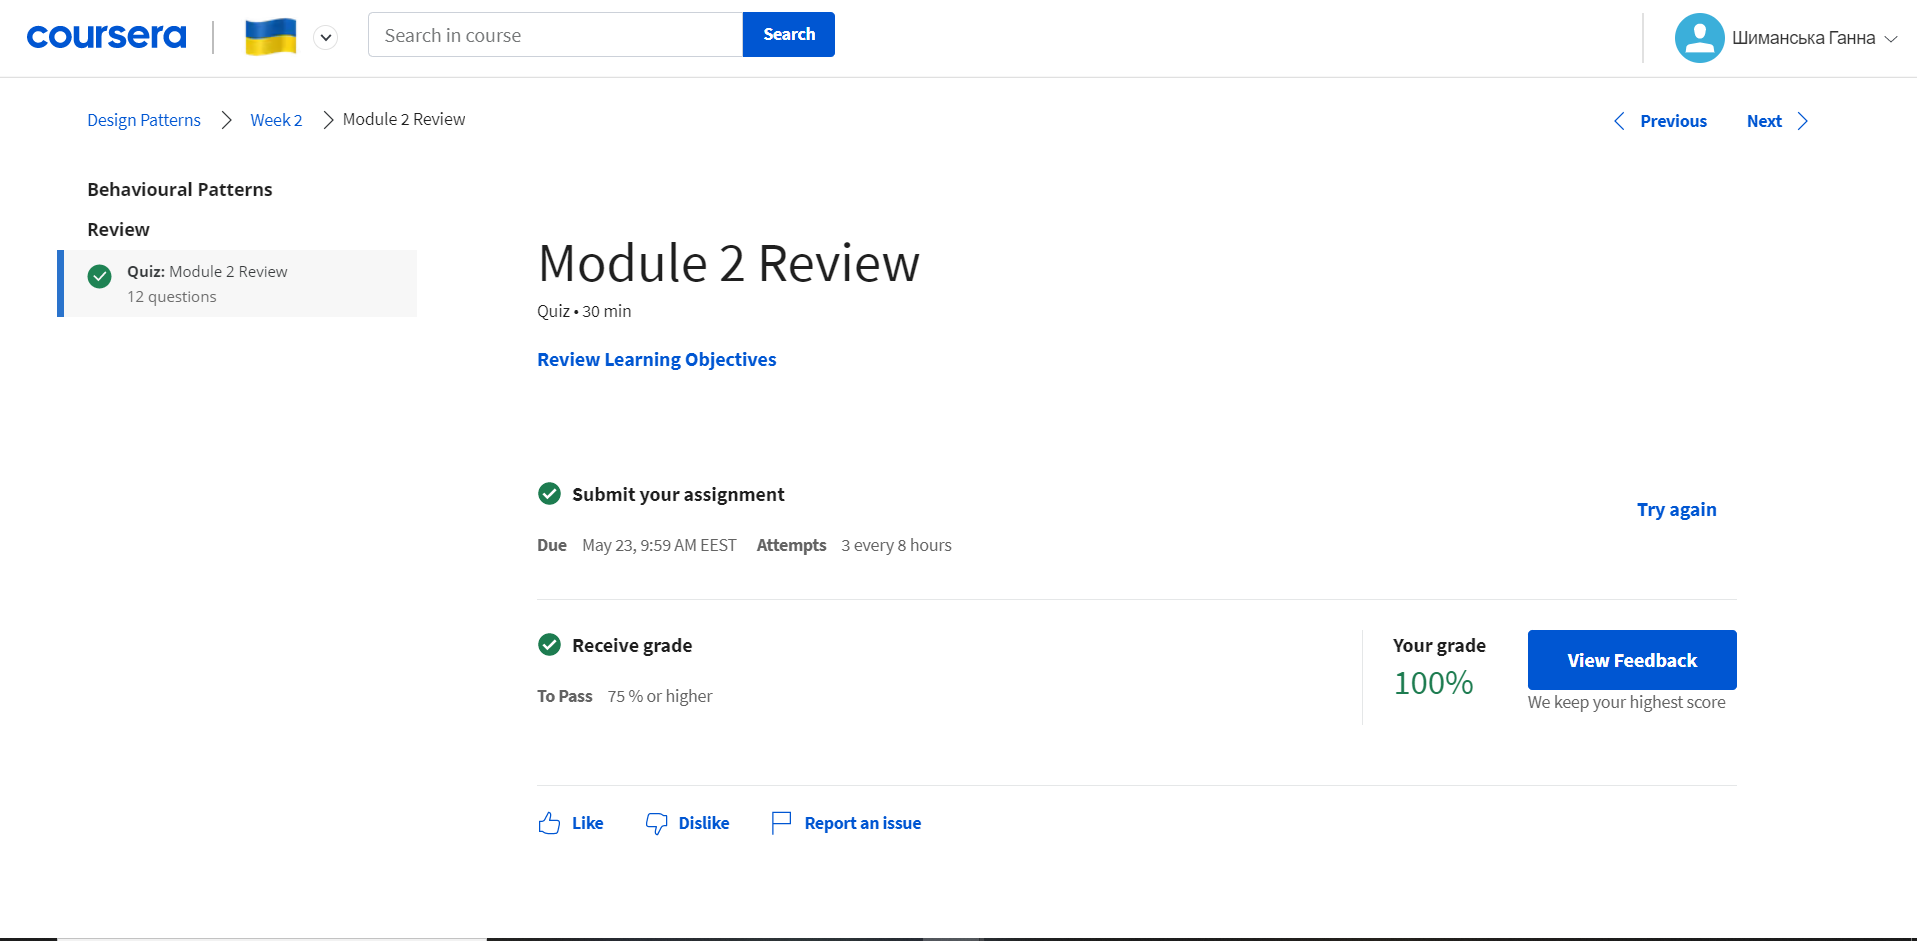 coursera
Search in course
Search
Шиманська Ганна
Design Patterns
Week 2
Module 2 Review
Previous
Next
Behavioural Patterns
Review
Quiz: Module 2 Review
12 questions
Module 2 Review
Quiz • 30 min
Review Learning Objectives
Submit your assignment
Try again
Due May 23, 9:59 AM EEST Attempts 3 every 8 hours
Receive grade
To Pass 75 % or higher
Your grade
100%
View Feedback
We keep your highest score
Like
Dislike
Report an issue